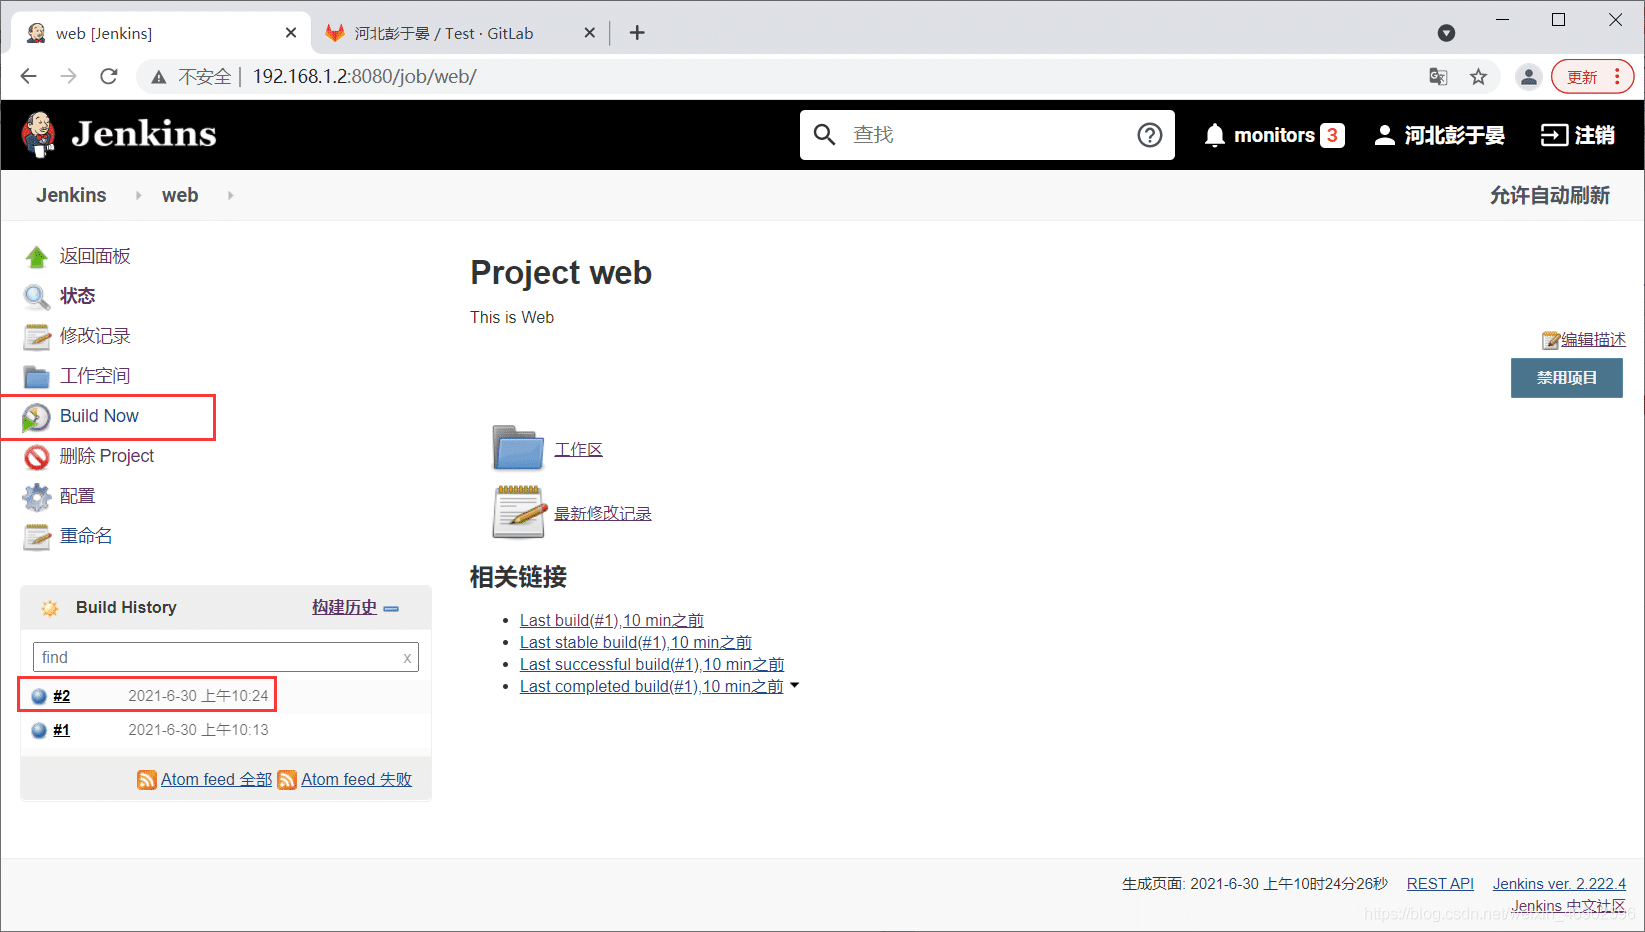 web [Jenkins]
河北彭于晏 / Test · GitLab
不安全 | 192.168.1.2:8080/job/web/
更新
Jenkins
查找
monitors 3
河北彭于晏
注销
Jenkins
web
允许自动刷新
返回面板
状态
修改记录
工作空间
Build Now
删除 Project
配置
重命名
Build History
构建历史
find
x
#2 2021-6-30 上午10:24
#1 2021-6-30 上午10:13
Atom feed 全部
Atom feed 失败
Project web
This is Web
编辑描述
禁用项目
工作区
最新修改记录
相关链接
Last build(#1),10 min之前
Last stable build(#1),10 min之前
Last successful build(#1),10 min之前
Last completed build(#1),10 min之前
生成页面: 2021-6-30 上午10时24分26秒
REST API
Jenkins ver. 2.222.4
Jenkins 中文社区